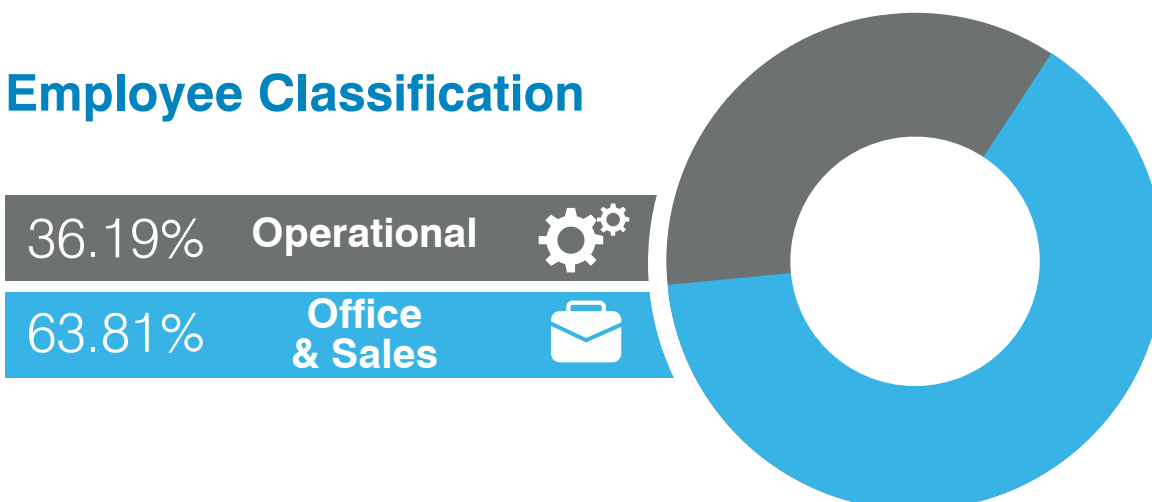 Employee Classification
36.19% Operational
63.81% Office
& Sales